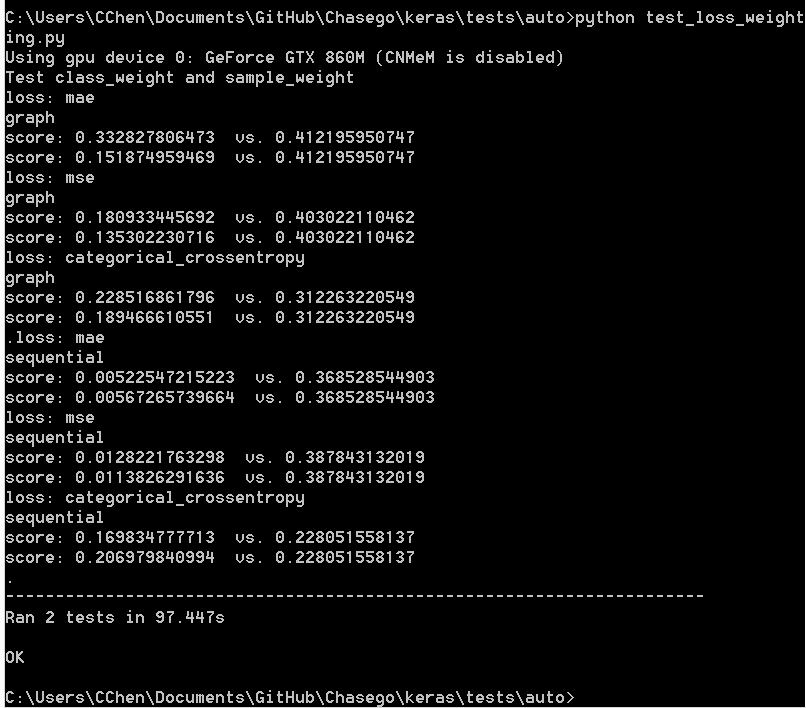 C:\Users\CChen\Documents\GitHub\Chasego\keras\tests\auto>python test_loss_weight
ing.py
Using gpu device 0: GeForce GTX 860M (CNMeM is disabled)
Test class_weight and sample_weight
loss: mae
graph
score: 0.332827806473  vs. 0.412195950747
score: 0.151874959469  vs. 0.412195950747
loss: mse
graph
score: 0.180933445692  vs. 0.403022110462
score: 0.135302230716  vs. 0.403022110462
loss: categorical_crossentropy
graph
score: 0.228516861796  vs. 0.312263220549
score: 0.189466610551  vs. 0.312263220549
.loss: mae
sequential
score: 0.00522547215223  vs. 0.368528544903
score: 0.00567265739664  vs. 0.368528544903
loss: mse
sequential
score: 0.0128221763298  vs. 0.387843132019
score: 0.0113826291636  vs. 0.387843132019
loss: categorical_crossentropy
sequential
score: 0.169834777713  vs. 0.228051558137
score: 0.206979840994  vs. 0.228051558137
.
----------------------------------------------------------------------
Ran 2 tests in 97.447s
OK
C:\Users\CChen\Documents\GitHub\Chasego\keras\tests\auto>